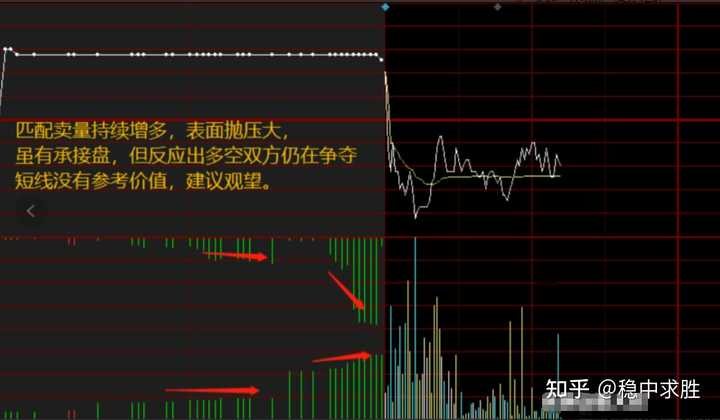 匹配卖量持续增多，表面抛压大，
虽有承接盘，但反应出多空双方仍在争夺
短线没有参考价值，建议观望。
知乎 @稳中求胜